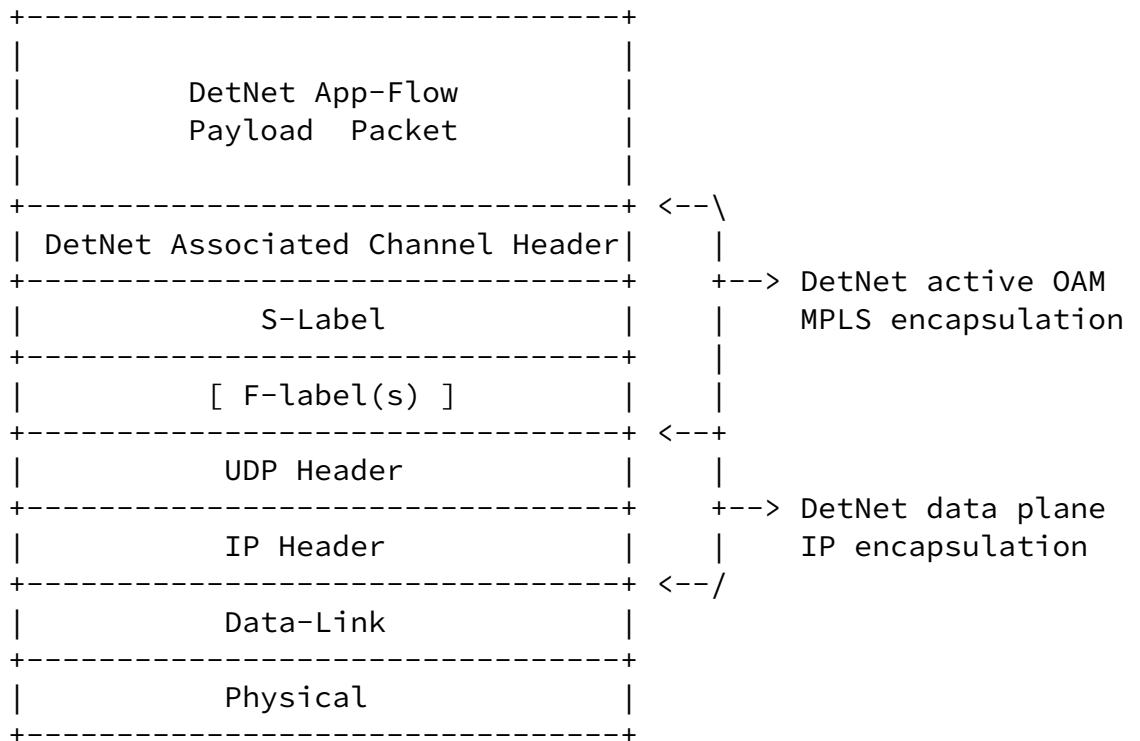 +---------------------------------+
|                                 |
|         DetNet App-Flow         |
|         Payload  Packet         |
|                                 |
+---------------------------------+ <--\
| DetNet Associated Channel Header|    |
+---------------------------------+    +--> DetNet active OAM
|             S-Label             |    |    MPLS encapsulation
+---------------------------------+    |
|          [ F-label(s) ]         |    |
+---------------------------------+ <--+
|           UDP Header            |    |
+---------------------------------+    +--> DetNet data plane
|           IP Header             |    |    IP encapsulation
+---------------------------------+ <--/
|           Data-Link             |
+---------------------------------+
|           Physical              |
+---------------------------------+